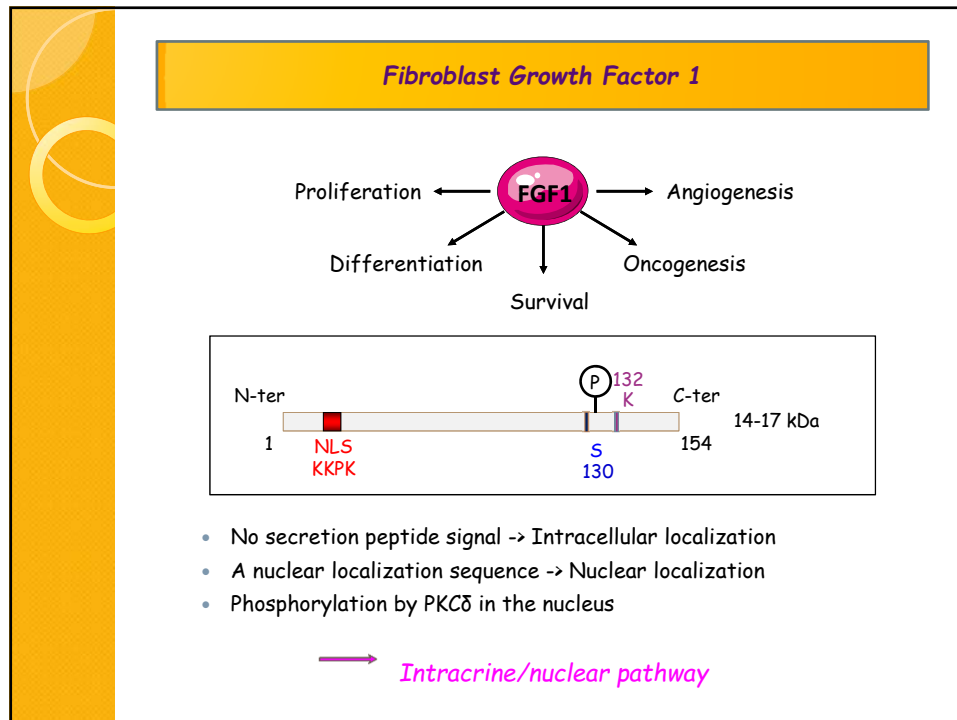 Fibroblast Growth Factor 1
FGF1
Proliferation
Angiogenesis
Differentiation
Oncogenesis
Survival
P
132
K
N-ter
C-ter
14-17 kDa
1
154
NLS
KKPK
S
130
No secretion peptide signal -> Intracellular localization
A nuclear localization sequence -> Nuclear localization
Phosphorylation by PKCδ in the nucleus
Intracrine/nuclear pathway